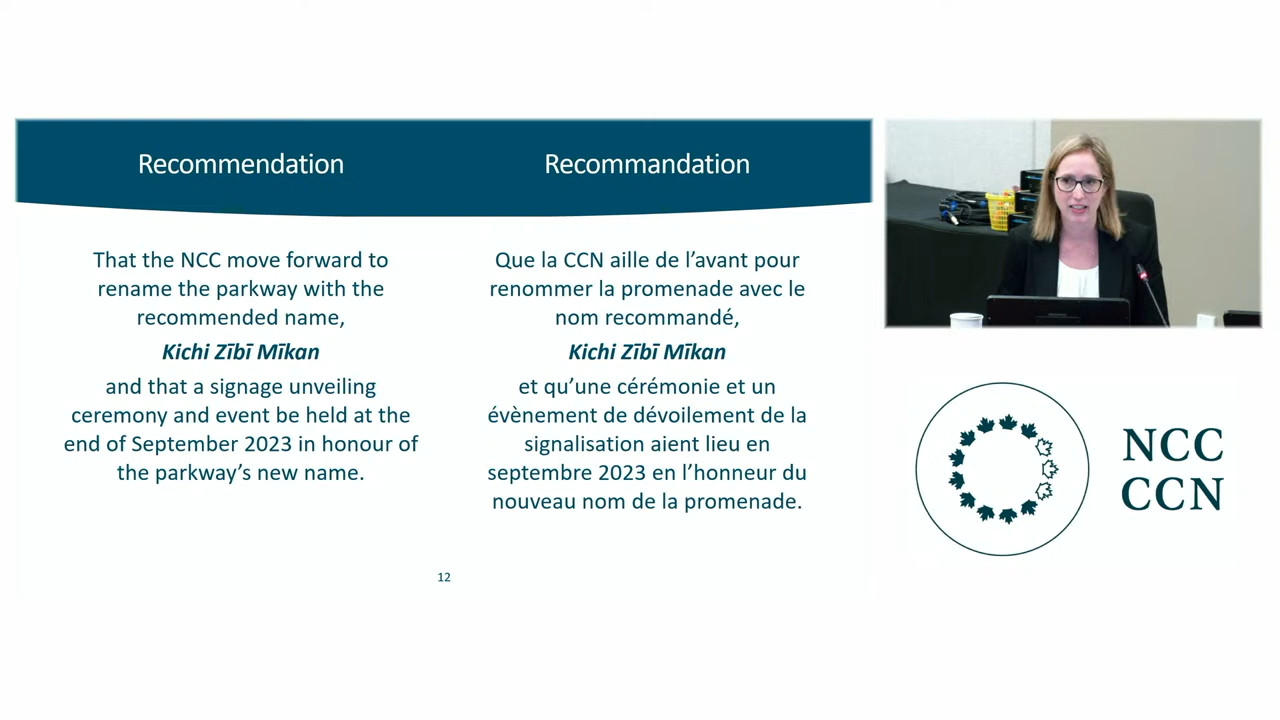 Recommendation
That the NCC move forward to
rename the parkway with the
recommended name,
Kichi Zībī Mīkan
and that a signage unveiling
ceremony and event be held at the
end of September 2023 in honour of
the parkway's new name.
Recommandation
Que la CCN aille de l'avant pour
renommer la promenade avec le
nom recommandé,
Kichi Zībī Mīkan
et qu'une cérémonie et un
évènement de dévoilement de la
signalisation aient lieu en
septembre 2023 en l'honneur du
nouveau nom de la promenade.
12
NCC
CCN